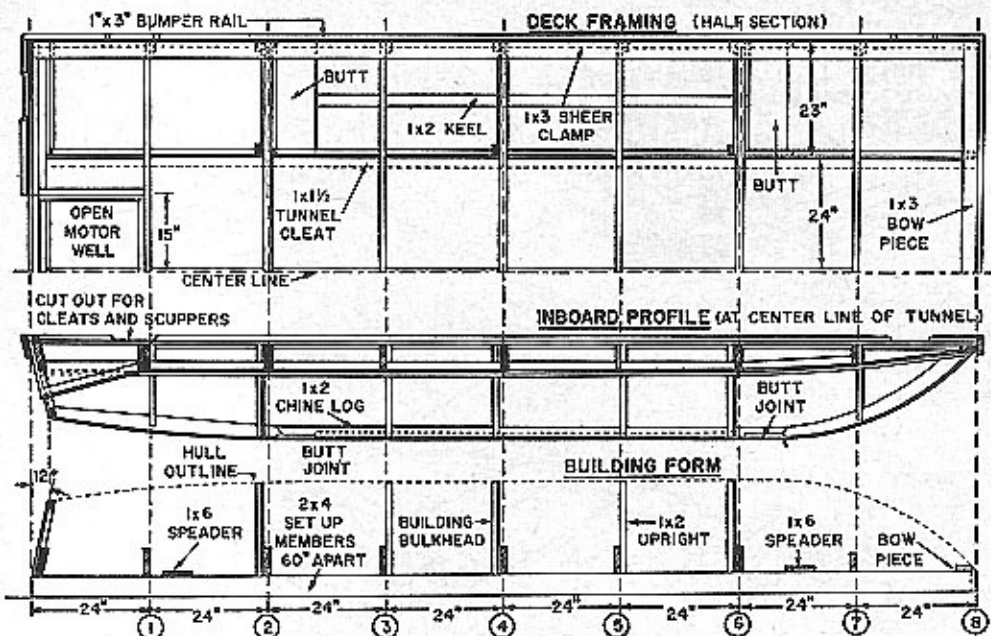 1"x3" BUMPER RAIL
DECK FRAMING (HALF SECTION)
BUTT
1x2 KEEL
1x3 SHEER
CLAMP
23"
1x1½
TUNNEL
CLEAT
BUTT
24"
1x3
BOW
PIECE
OPEN
MOTOR
WELL
15"
CENTER LINE
CUT OUT FOR
CLEATS AND SCUPPERS
INBOARD PROFILE (AT CENTER LINE OF TUNNEL)
1x2
CHINE LOG
BUTT
JOINT
BUTT
JOINT
HULL
OUTLINE
BUILDING FORM
12"
1x6
SPEADER
2x4
SET UP
MEMBERS
60" APART
BUILDING
BULKHEAD
1x2
UPRIGHT
1x6
SPEADER
BOW
PIECE
24" 24" 24" 24" 24" 24" 24" 24"
1 2 3 4 5 6 7 8